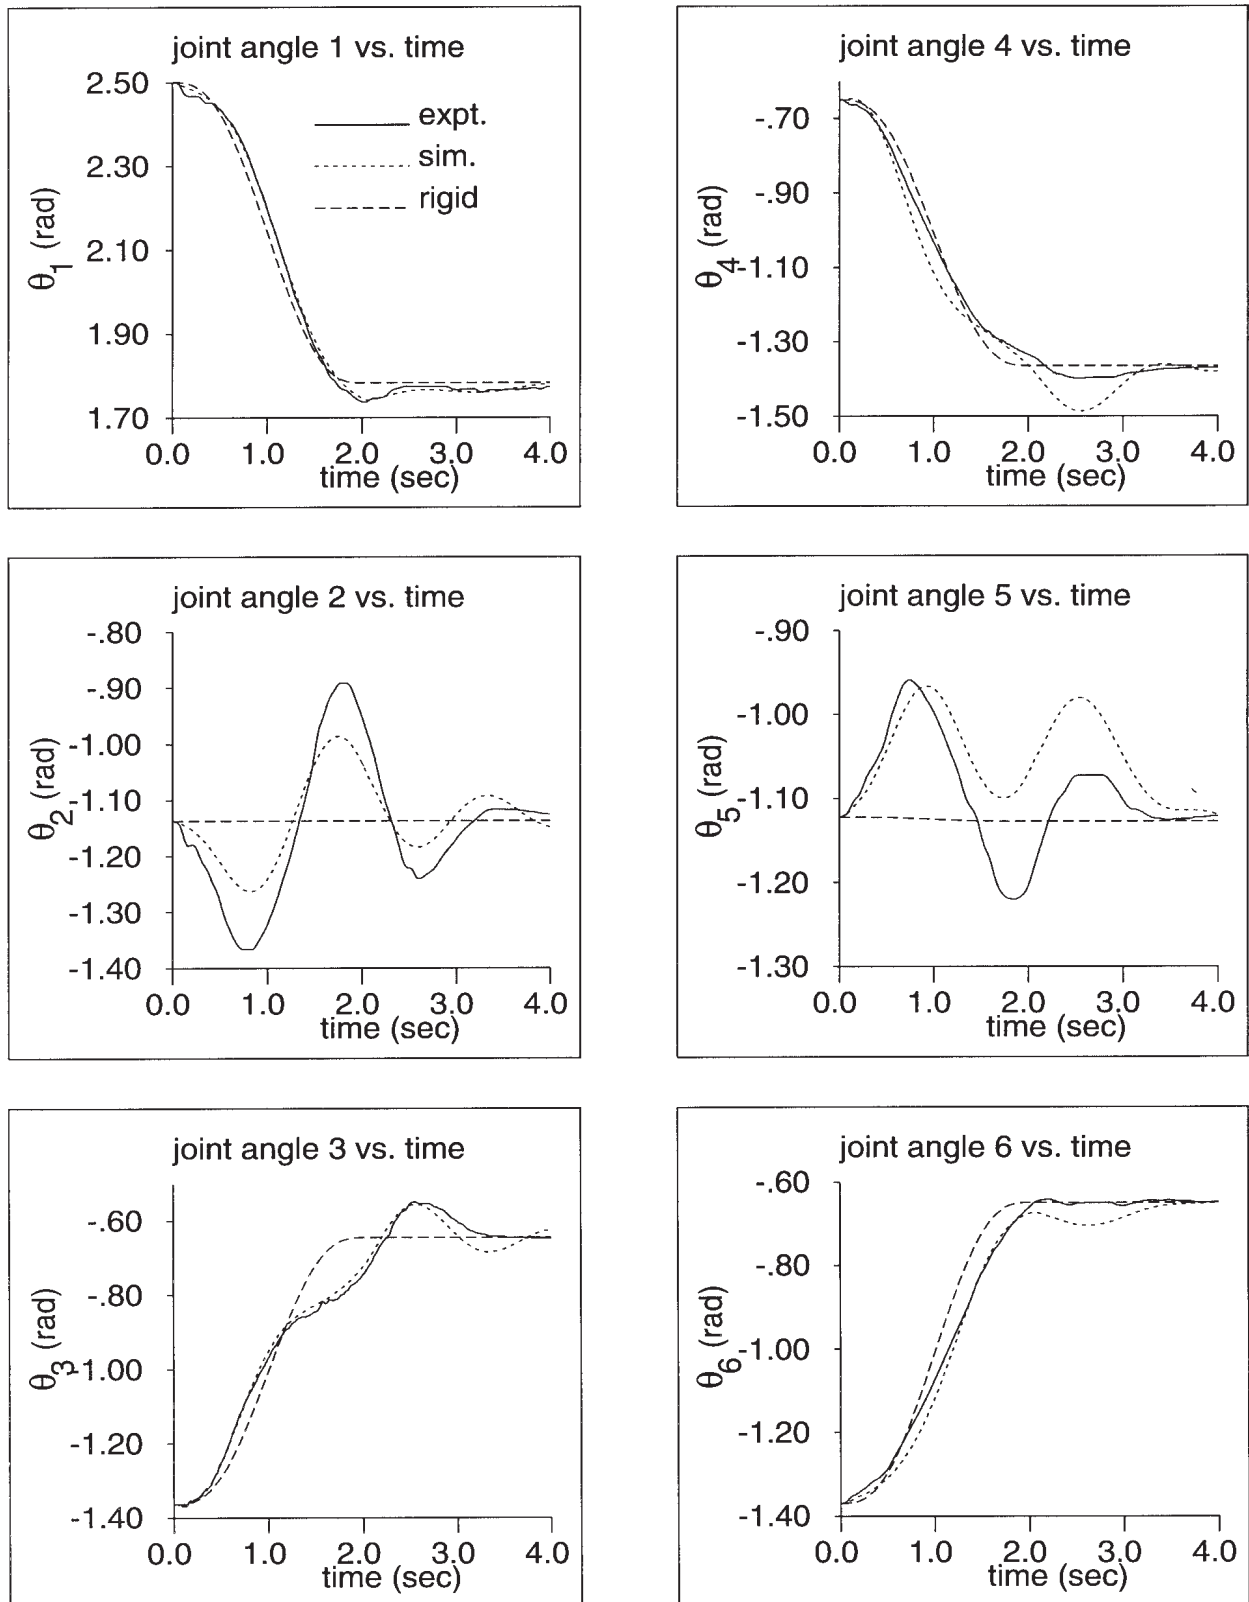 joint angle 1 vs. time
2.50
2.30
2.10
1.90
1.70
θ1 (rad)
expt.
sim.
rigid
0.0 1.0 2.0 3.0 4.0
time (sec)
joint angle 4 vs. time
-.70
-.90
-1.10
-1.30
-1.50
θ4 (rad)
0.0 1.0 2.0 3.0 4.0
time (sec)
joint angle 2 vs. time
-.80
-.90
-1.00
-1.10
-1.20
-1.30
-1.40
θ2 (rad)
0.0 1.0 2.0 3.0 4.0
time (sec)
joint angle 5 vs. time
-.90
-1.00
-1.10
-1.20
-1.30
θ5 (rad)
0.0 1.0 2.0 3.0 4.0
time (sec)
joint angle 3 vs. time
-.60
-.80
-1.00
-1.20
-1.40
θ3 (rad)
0.0 1.0 2.0 3.0 4.0
time (sec)
joint angle 6 vs. time
-.60
-.80
-1.00
-1.20
-1.40
θ6 (rad)
0.0 1.0 2.0 3.0 4.0
time (sec)